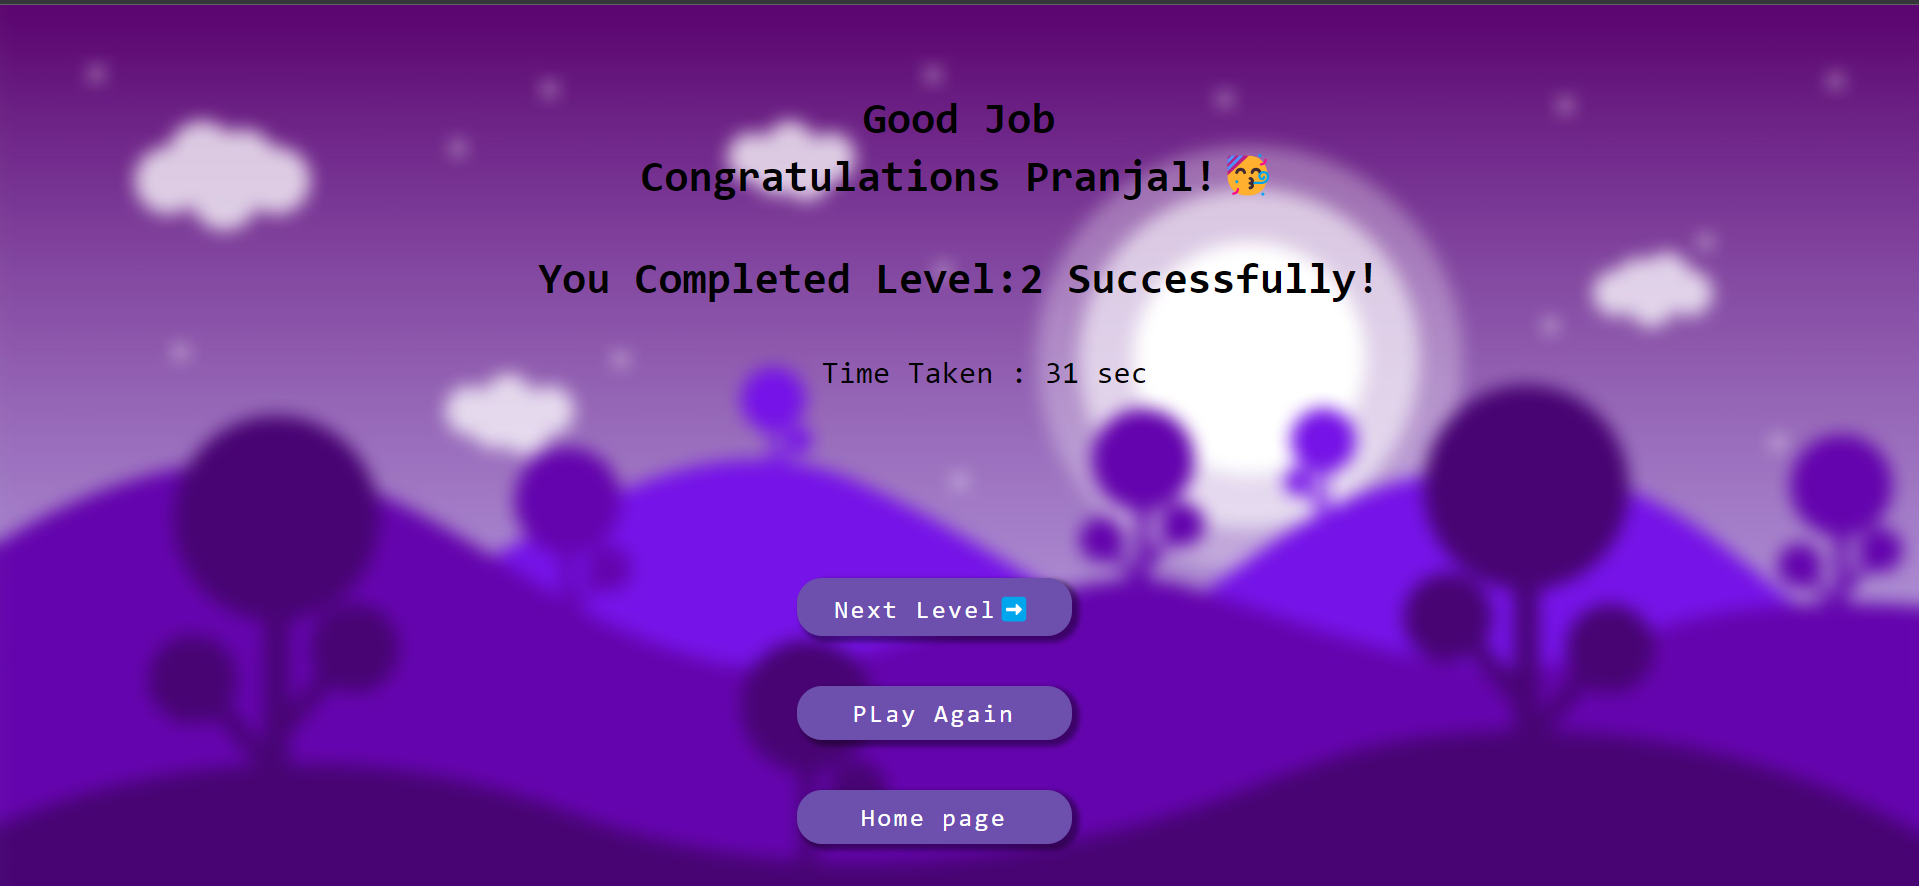 Good Job
Congratulations Pranjal!🥳
You Completed Level:2 Successfully!
Time Taken : 31 sec
Next Level➡️
PLay Again
Home page